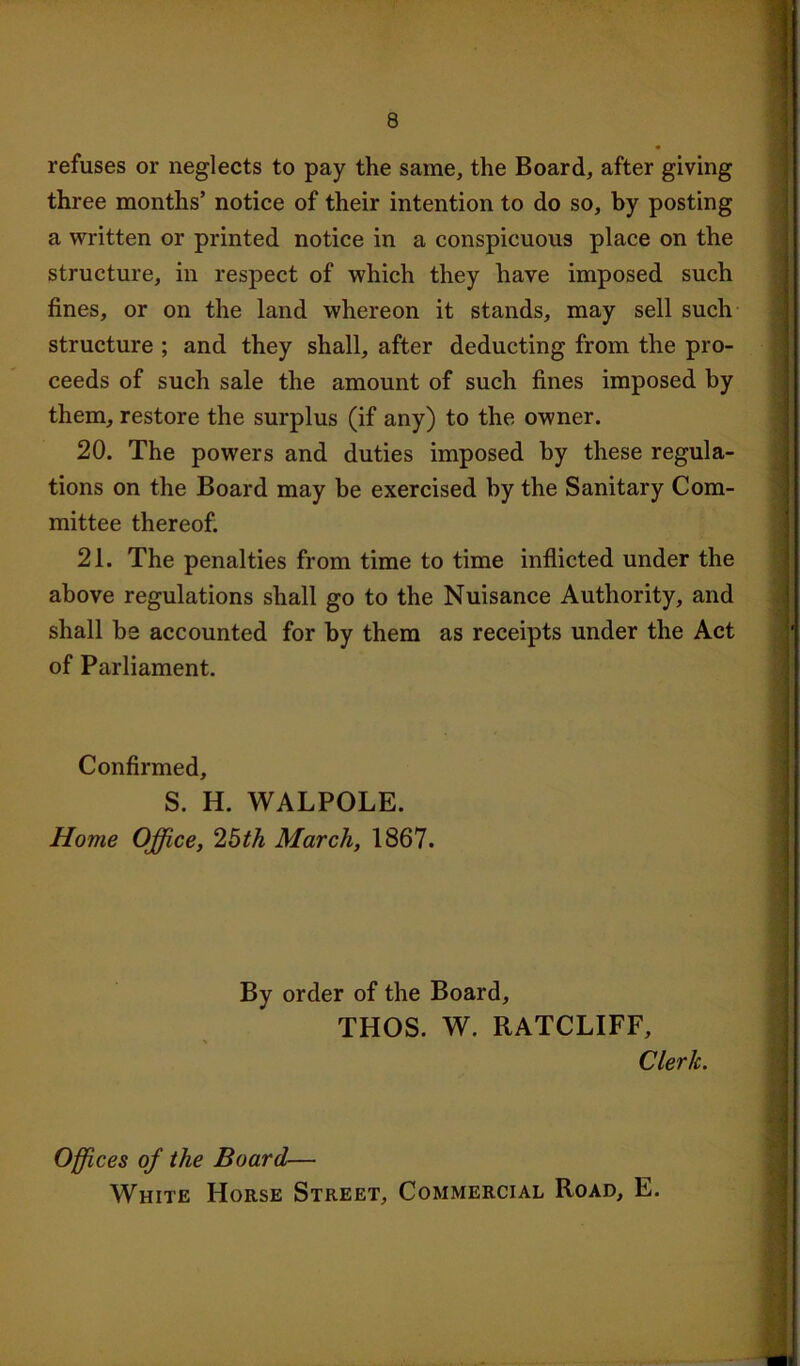 8
refuses or neglects to pay the same, the Board, after giving
three months’ notice of their intention to do so, by posting
a written or printed notice in a conspicuous place on the
structure, in respect of which they have imposed such
fines, or on the land whereon it stands, may sell such
structure ; and they shall, after deducting from the pro-
ceeds of such sale the amount of such fines imposed by
them, restore the surplus (if any) to the owner.
20. The powers and duties imposed by these regula-
tions on the Board may be exercised by the Sanitary Com-
mittee thereof.
21. The penalties from time to time inflicted under the
above regulations shall go to the Nuisance Authority, and
shall be accounted for by them as receipts under the Act
of Parliament.
Confirmed,
S. H. WALPOLE.
Home Office, 25th March, 1867.
By order of the Board,
THOS. W. RATCLIFF,
Clerk.
Offices of the Board—
White Horse Street, Commercial Road, E.